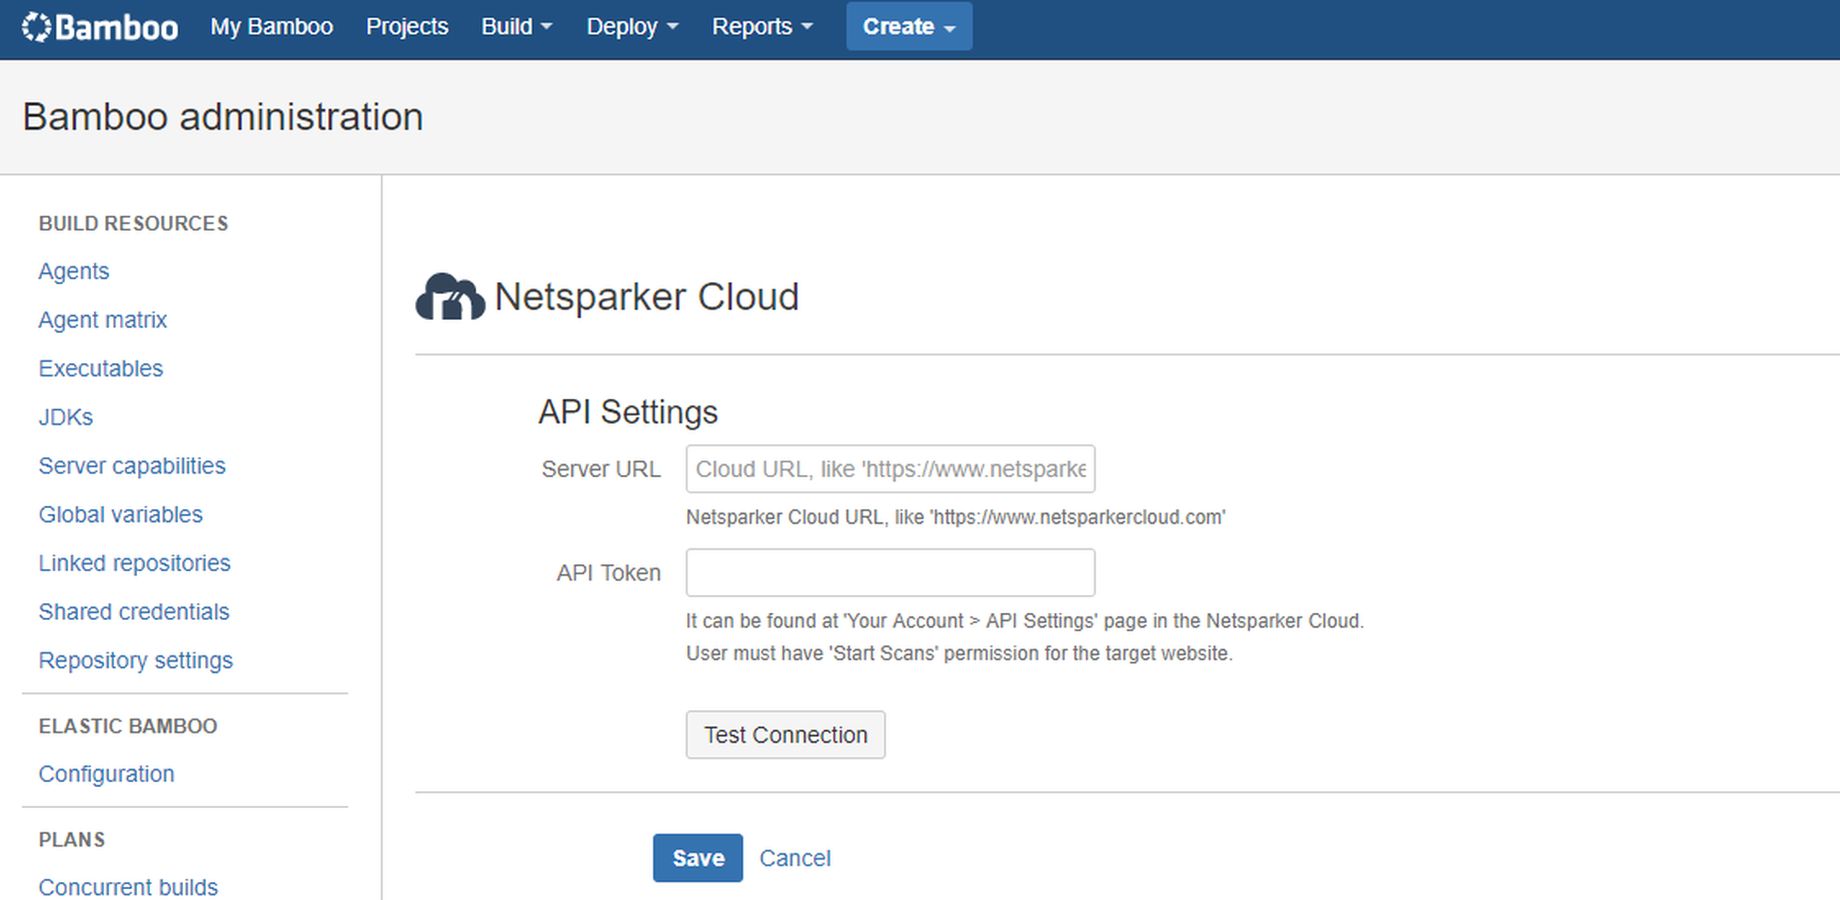 Bamboo My Bamboo Projects Build Deploy Reports Create
Bamboo administration
BUILD RESOURCES
Agents
Agent matrix
Executables
JDKs
Server capabilities
Global variables
Linked repositories
Shared credentials
Repository settings
ELASTIC BAMBOO
Configuration
PLANS
Concurrent builds
Netsparker Cloud
API Settings
Server URL Cloud URL, like 'https://www.netsparke
Netsparker Cloud URL, like 'https://www.netsparkercloud.com'
API Token
It can be found at 'Your Account > API Settings' page in the Netsparker Cloud.
User must have 'Start Scans' permission for the target website.
Test Connection
Save Cancel